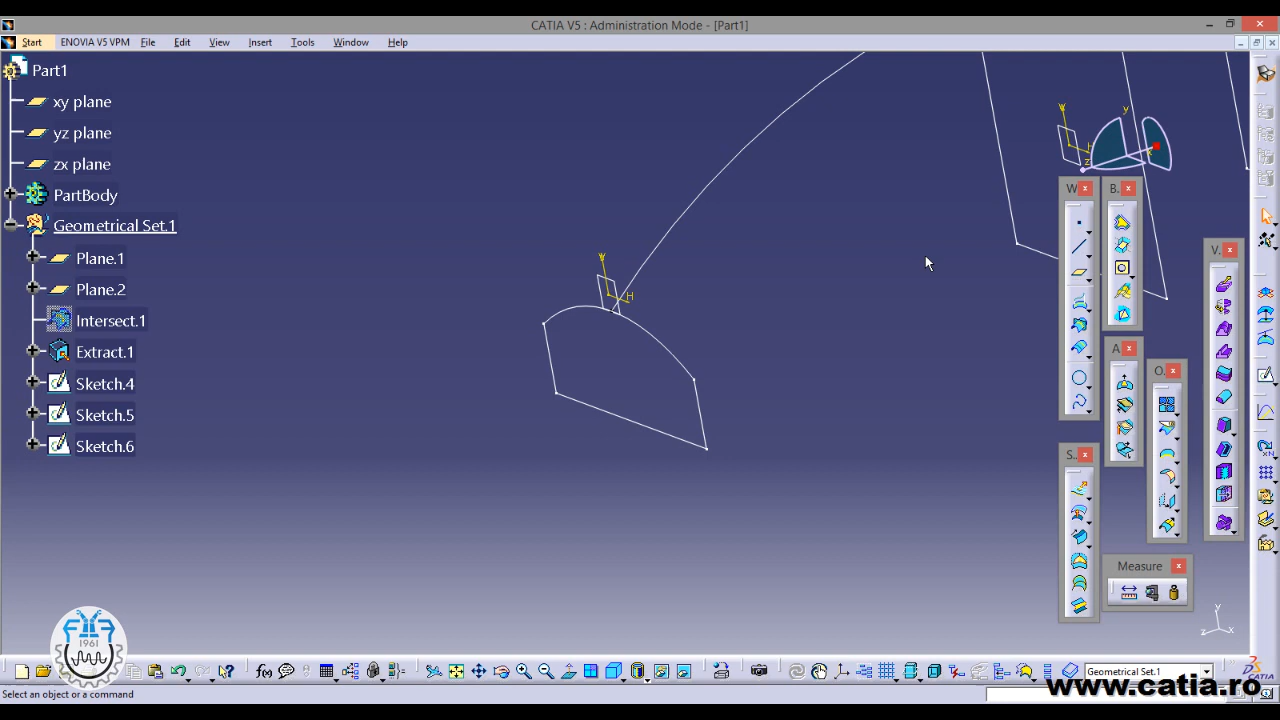 CATIA V5 : Administration Mode - [Part1]
Start ENOVIA V5 VPM File Edit View Insert Tools Window Help
Part1
xy plane
yz plane
zx plane
PartBody
Geometrical Set.1
Plane.1
Plane.2
Intersect.1
Extract.1
Sketch.4
Sketch.5
Sketch.6
V
H
V
H
y
z
W
B.
V.
A
O.
S..
Measure
Y
Z X
1961
f(x)
Geometrical Set.1
CATIA
Select an object or a command
www.catia.ro